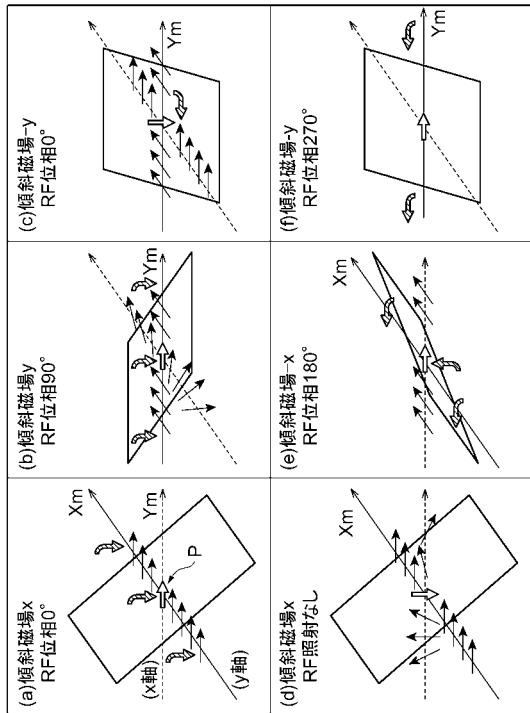 (a)傾斜磁場x
RF位相0°
Xm
Ym
P
(x軸)
(y軸)
(b)傾斜磁場y
RF位相90°
Ym
(c)傾斜磁場-y
RF位相0°
Ym
(d)傾斜磁場x
RF照射なし
Xm
(e)傾斜磁場-x
RF位相180°
Xm
(f)傾斜磁場-y
RF位相270°
Ym